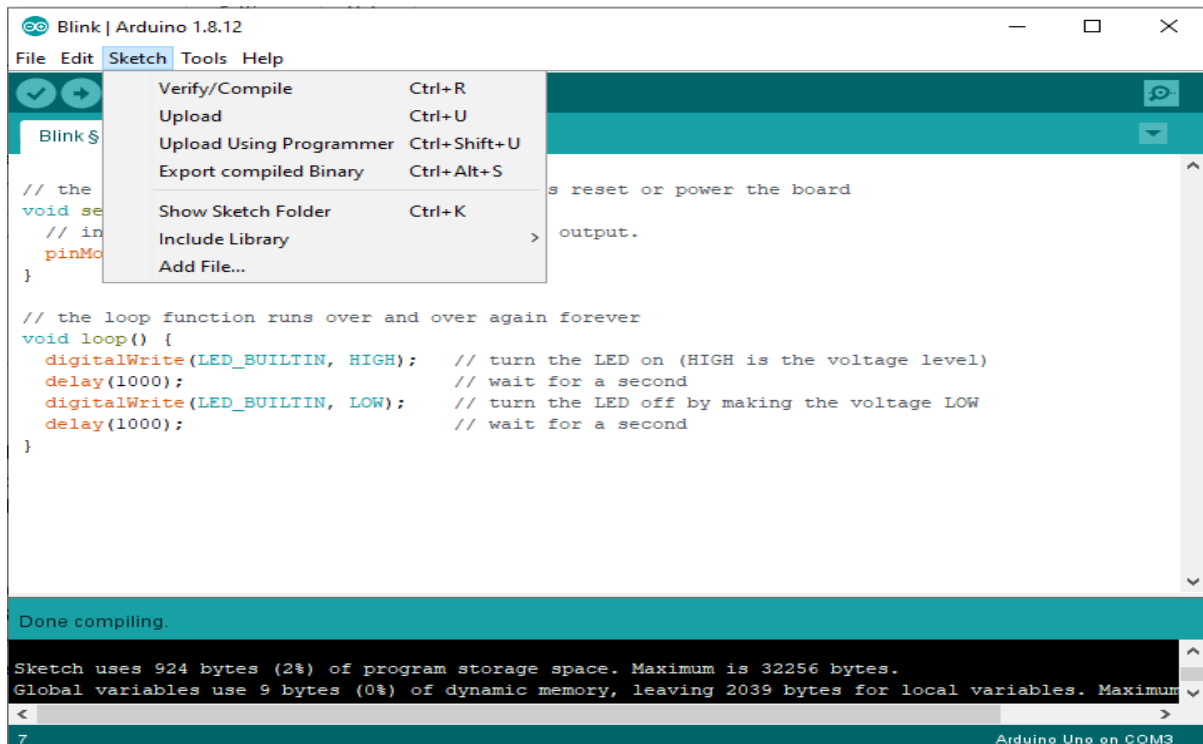 Blink | Arduino 1.8.12
File Edit Sketch Tools Help
Verify/Compile Ctrl+R
Upload Ctrl+U
Upload Using Programmer Ctrl+Shift+U
Export compiled Binary Ctrl+Alt+S
Show Sketch Folder Ctrl+K
Include Library >
Add File...
Blink §
// the s reset or power the board
void se
// in output.
pinMo
}
// the loop function runs over and over again forever
void loop() {
digitalWrite(LED_BUILTIN, HIGH); // turn the LED on (HIGH is the voltage level)
delay(1000); // wait for a second
digitalWrite(LED_BUILTIN, LOW); // turn the LED off by making the voltage LOW
delay(1000); // wait for a second
}
Done compiling.
Sketch uses 924 bytes (2%) of program storage space. Maximum is 32256 bytes.
Global variables use 9 bytes (0%) of dynamic memory, leaving 2039 bytes for local variables. Maximum
7 Arduino Uno on COM3